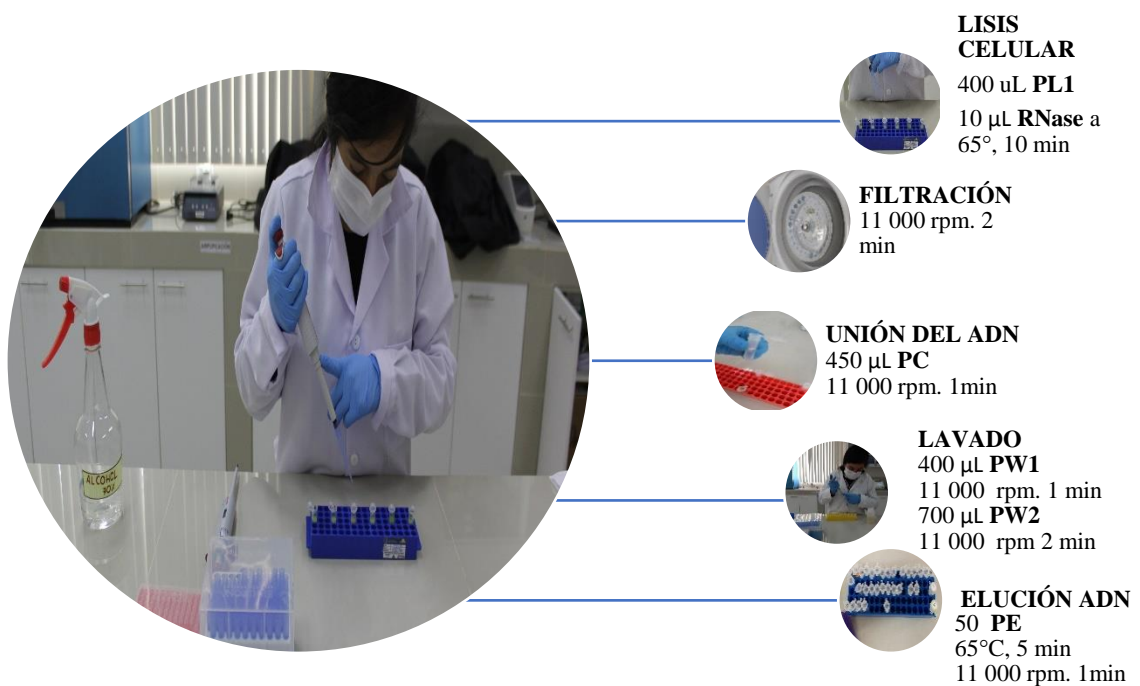 LISIS
CELULAR
400 uL PL1
10 µL RNase a
65°, 10 min
FILTRACIÓN
11 000 rpm. 2
min
UNIÓN DEL ADN
450 µL PC
11 000 rpm. 1min
LAVADO
400 µL PW1
11 000 rpm. 1 min
700 µL PW2
11 000 rpm 2 min
ELUCIÓN ADN
50 PE
65°C, 5 min
11 000 rpm. 1min
ALCOHOL